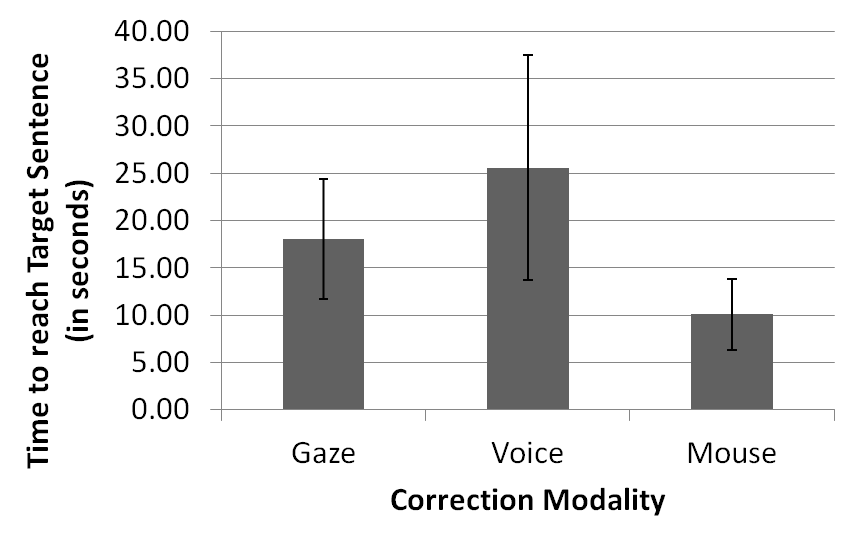 Time to reach Target Sentence
(in seconds)
40.00
35.00
30.00
25.00
20.00
15.00
10.00
5.00
0.00
Gaze Voice Mouse
Correction Modality